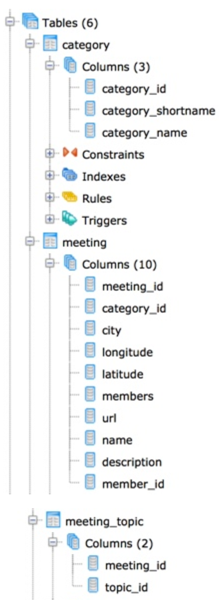 Tables (6)
category
Columns (3)
category_id
category_shortname
category_name
Constraints
Indexes
Rules
Triggers
meeting
Columns (10)
meeting_id
category_id
city
longitude
latitude
members
url
name
description
member_id
meeting_topic
Columns (2)
meeting_id
topic_id